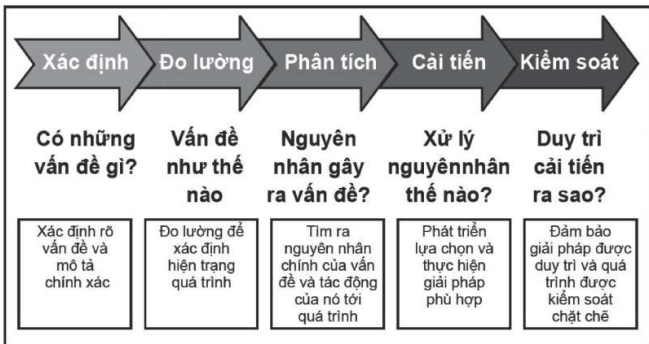 Xác định
Đo lường
Phân tích
Cải tiến
Kiểm soát
Có những
vấn đề gì?
Vấn đề
như thế
nào
Nguyên
nhân gây
ra vấn đề?
Xử lý
nguyênnhân
thế nào?
Duy trì
cải tiến
ra sao?
Xác định rõ
vấn đề và
mô tả
chính xác
Đo lường để
xác định
hiện trạng
quá trình
Tìm ra
nguyên nhân
chính của vấn
đề và tác động
của nó tới
quá trình
Phát triển
lựa chọn và
thực hiện
giải pháp
phù hợp
Đảm bảo
giải pháp được
duy trì và quá
trình được
kiểm soát
chặt chẽ